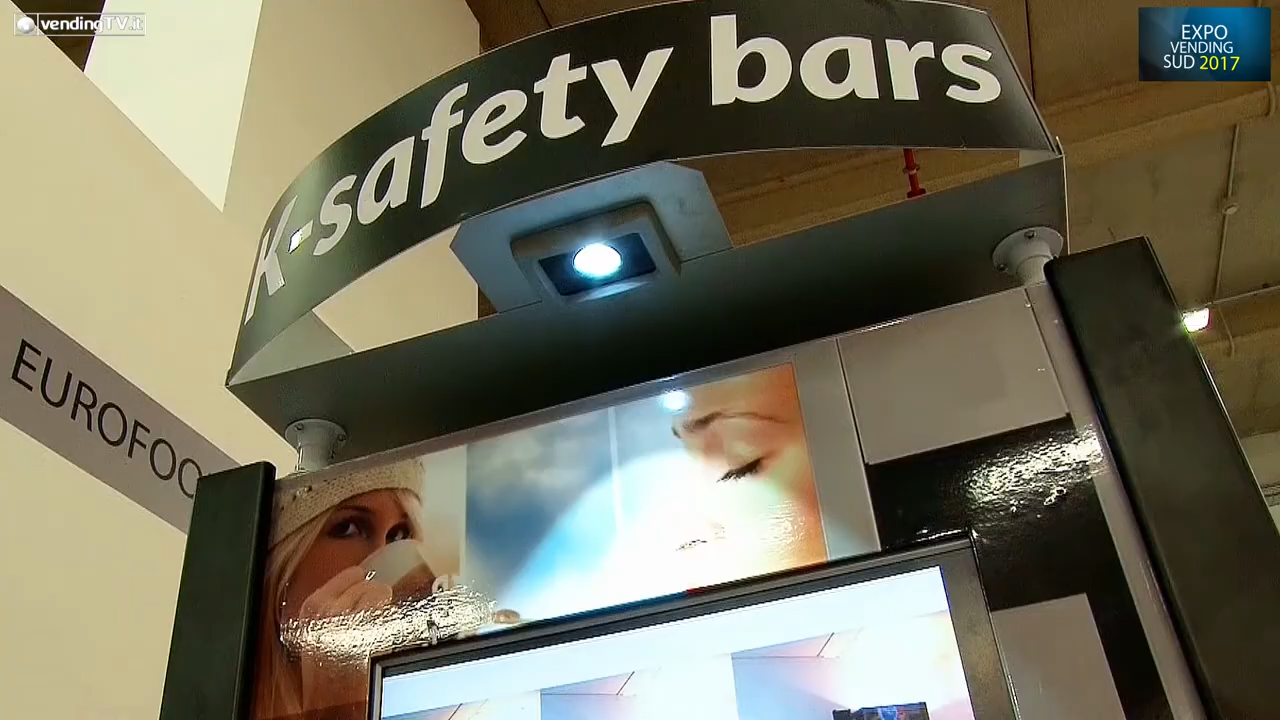 vendingTV.it
EXPO
VENDING
SUD 2017
K-safety bars
EUROFOO